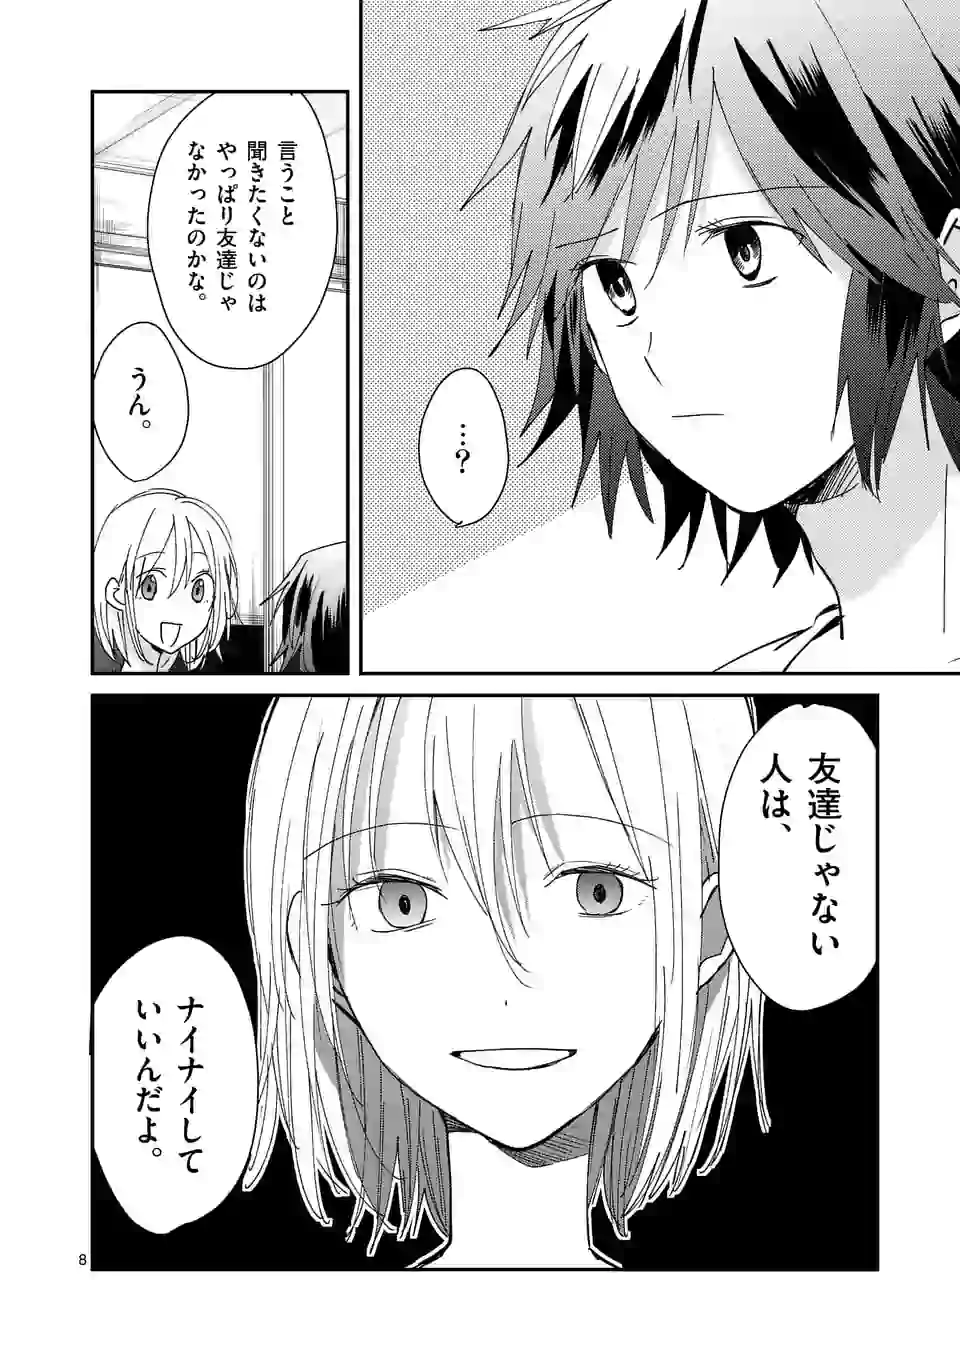 …?
言うこと
聞きたくないのは
やっぱり友達じゃ
なかったのかな。
うん。
友達じゃない
人は、
ナイナイして
いいんだよ。
8